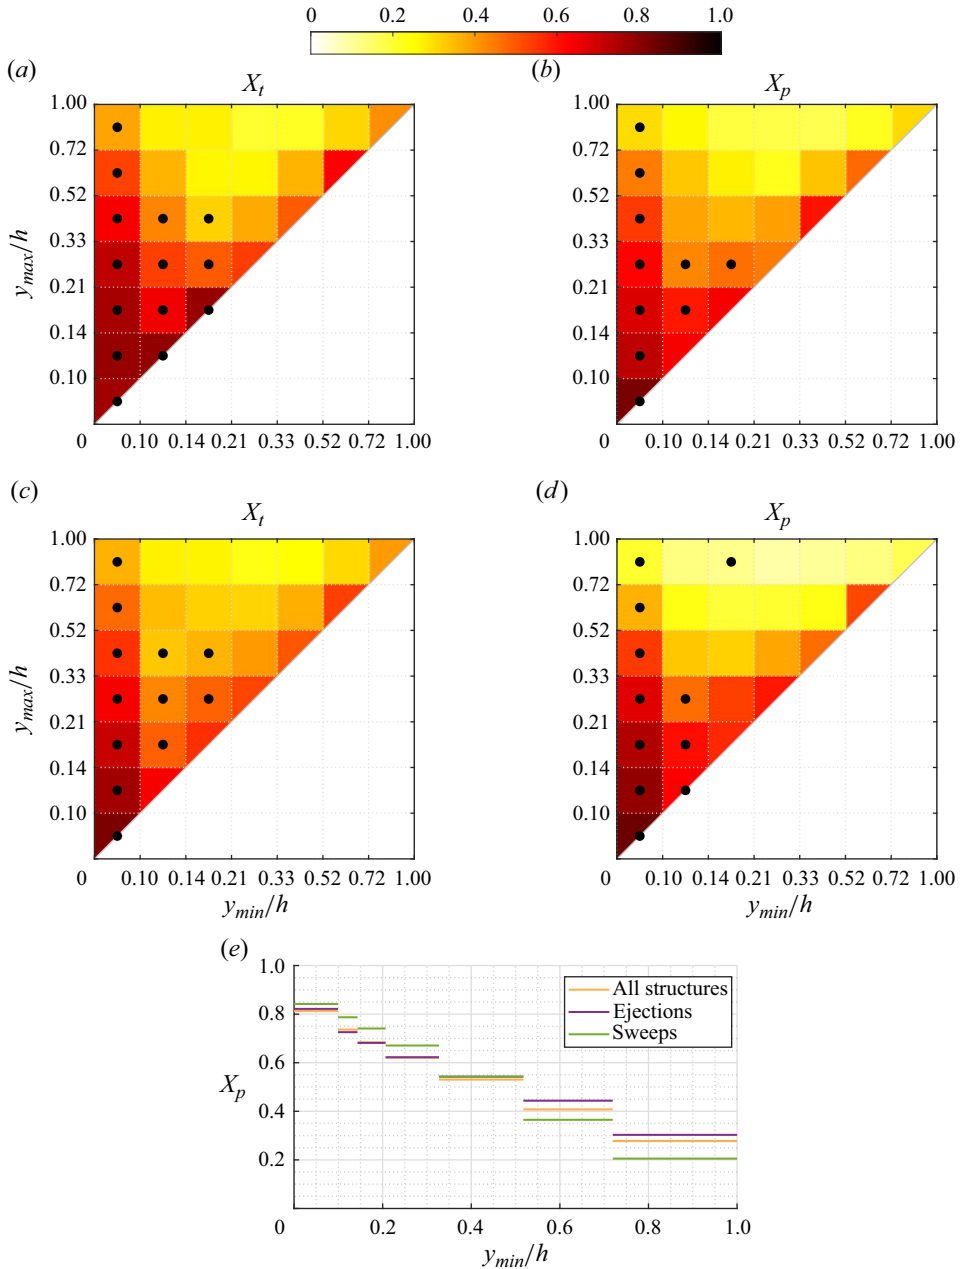 0 0.2 0.4 0.6 0.8 1.0
(a) (b)
X_t X_p
1.00 1.00
0.72 0.72
0.52 0.52
0.33 0.33
y_max/h
0.21 0.21
0.14 0.14
0.10 0.10
0 0.10 0.14 0.21 0.33 0.52 0.72 1.00 0 0.10 0.14 0.21 0.33 0.52 0.72 1.00
(c) (d)
X_t X_p
1.00 1.00
0.72 0.72
0.52 0.52
0.33 0.33
y_max/h
0.21 0.21
0.14 0.14
0.10 0.10
0 0.10 0.14 0.21 0.33 0.52 0.72 1.00 0 0.10 0.14 0.21 0.33 0.52 0.72 1.00
y_min/h y_min/h
(e)
1.0
All structures
Ejections
Sweeps
0.8
0.6
X_p
0.4
0.2
0 0.2 0.4 0.6 0.8 1.0
y_min/h